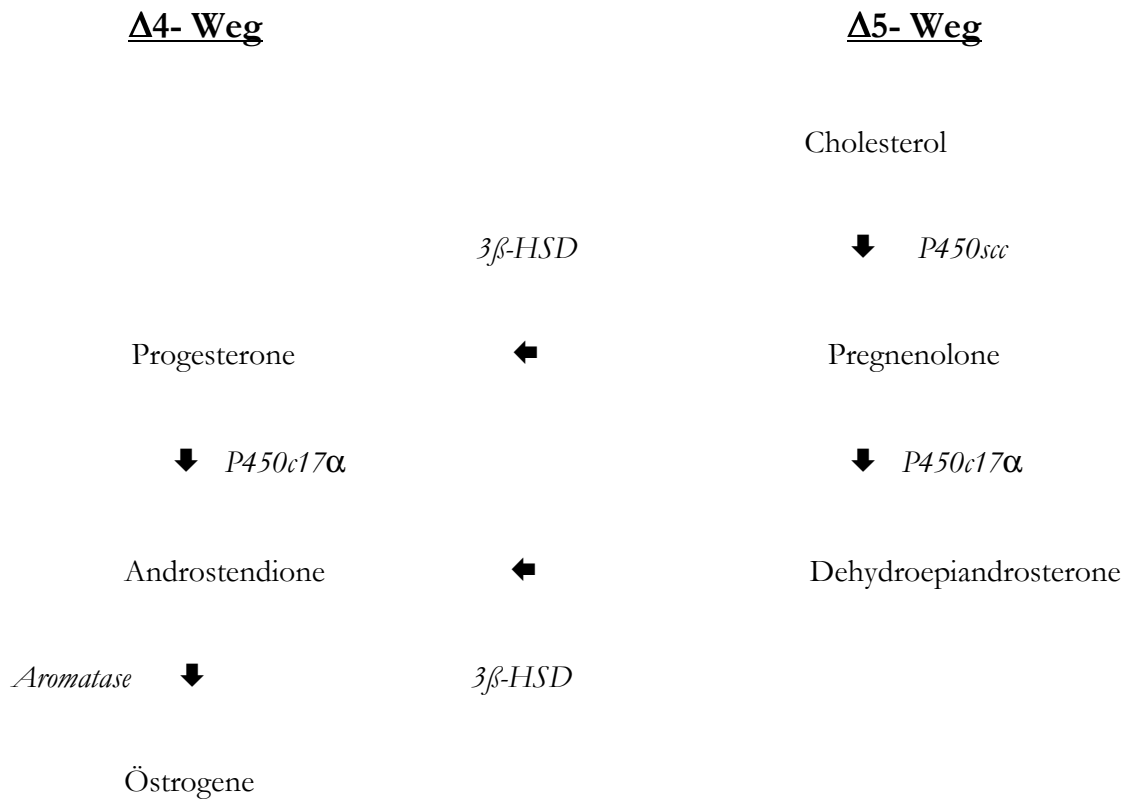 Δ4- Weg Δ5- Weg
Cholesterol
3ß-HSD P450scc
Progesterone Pregnenolone
P450c17α P450c17α
Androstendione Dehydroepiandrosterone
Aromatase 3ß-HSD
Östrogene